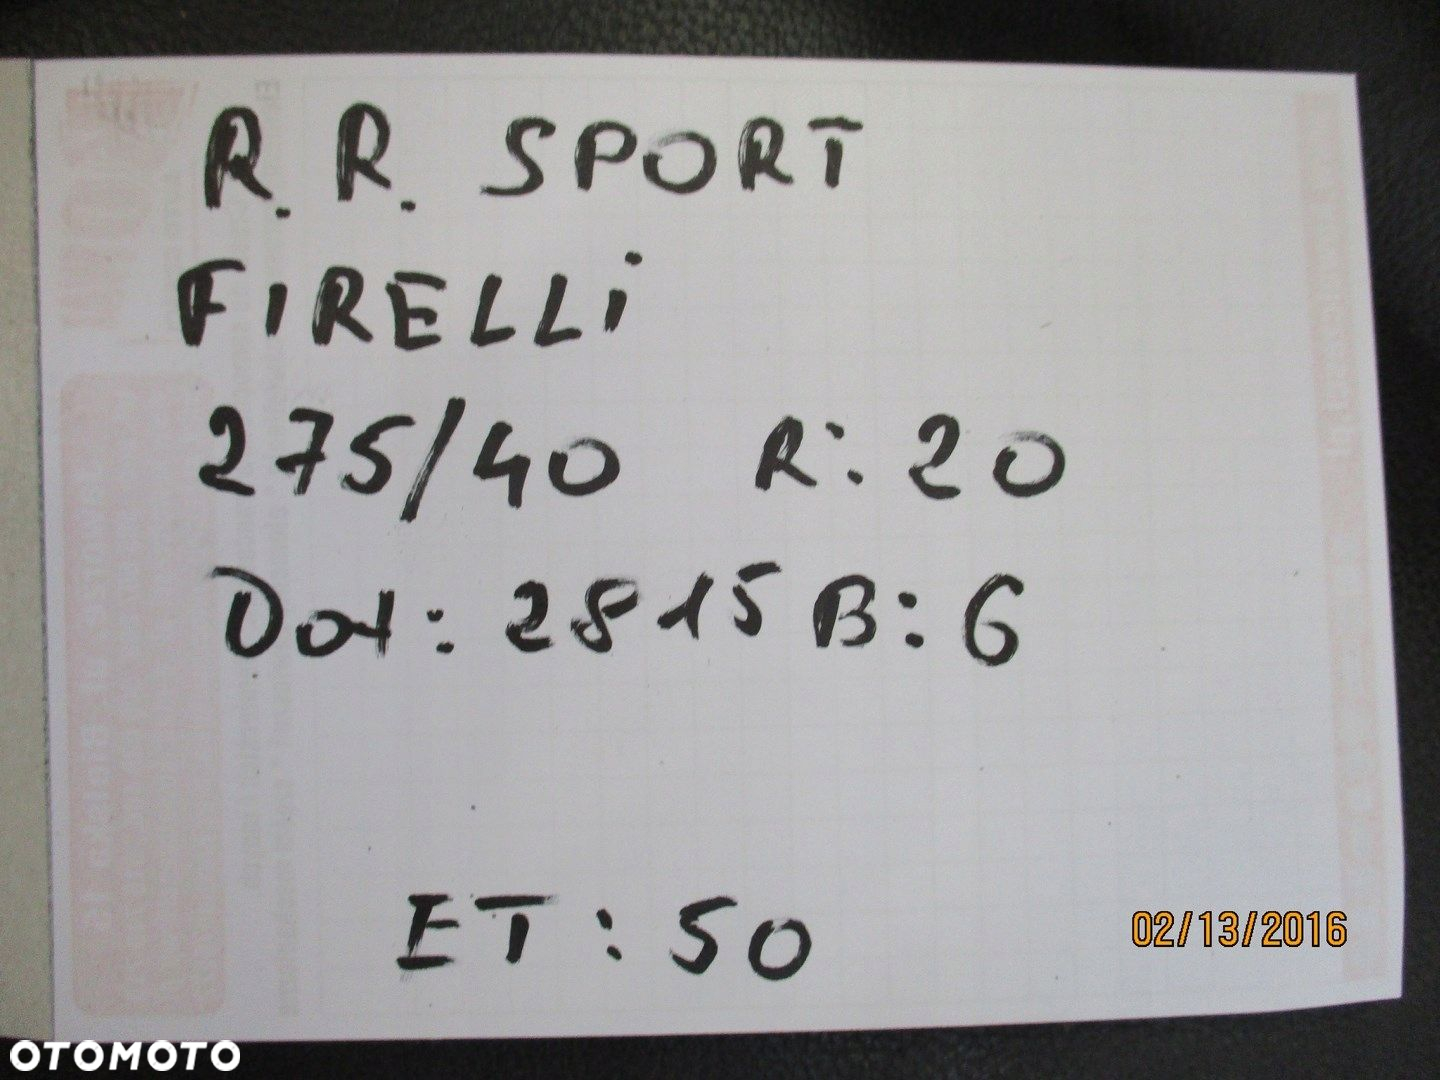 R. R. SPORT
FIRELLi
275/40 R: 20
Dot: 2815 B: 6
ET: 50
02/13/2016
OTOMOTO